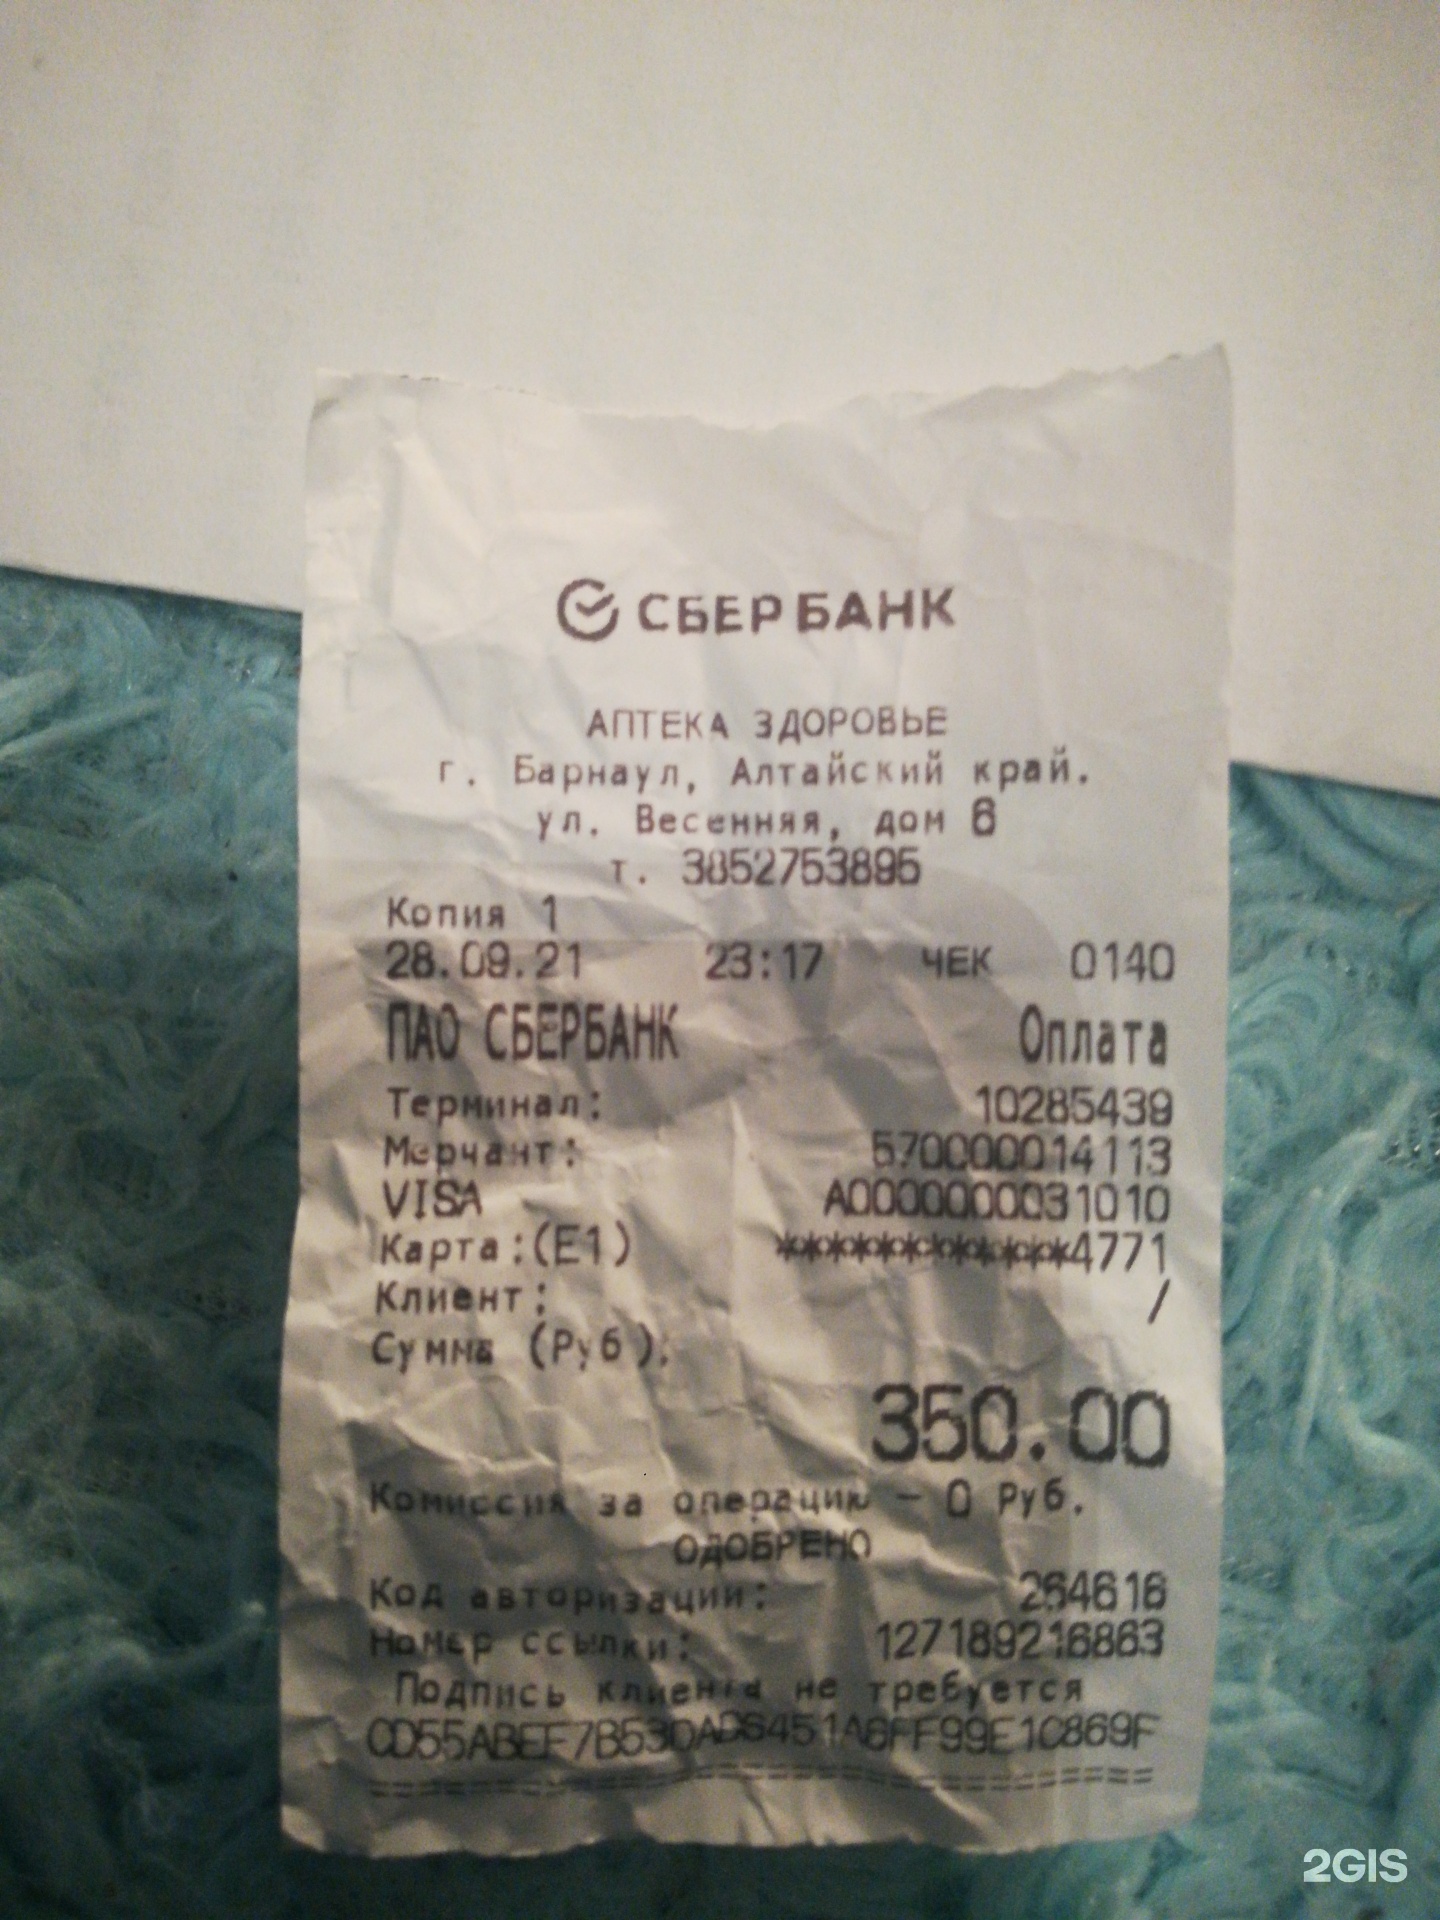 СБЕР БАНК
АПТЕКА ЗДОРОВЬЕ
г. Барнаул, Алтайский край.
ул. Весенняя, дом 6
т. 3852753895
Копия 1
28.09.21 23:17 ЧЕК 0140
ПАО СБЕРБАНК Оплата
Терминал: 10285439
Мерчант: 570000014113
VISA A0000000031010
Карта:(E1) ************4771
Клиент: /
Сумма (Руб):
350.00
Комиссия за операцию - 0 Руб.
ОДОБРЕНО
Код авторизации: 264616
Номер ссылки: 127189216863
Подпись клиента не требуется
==============================
2GIS